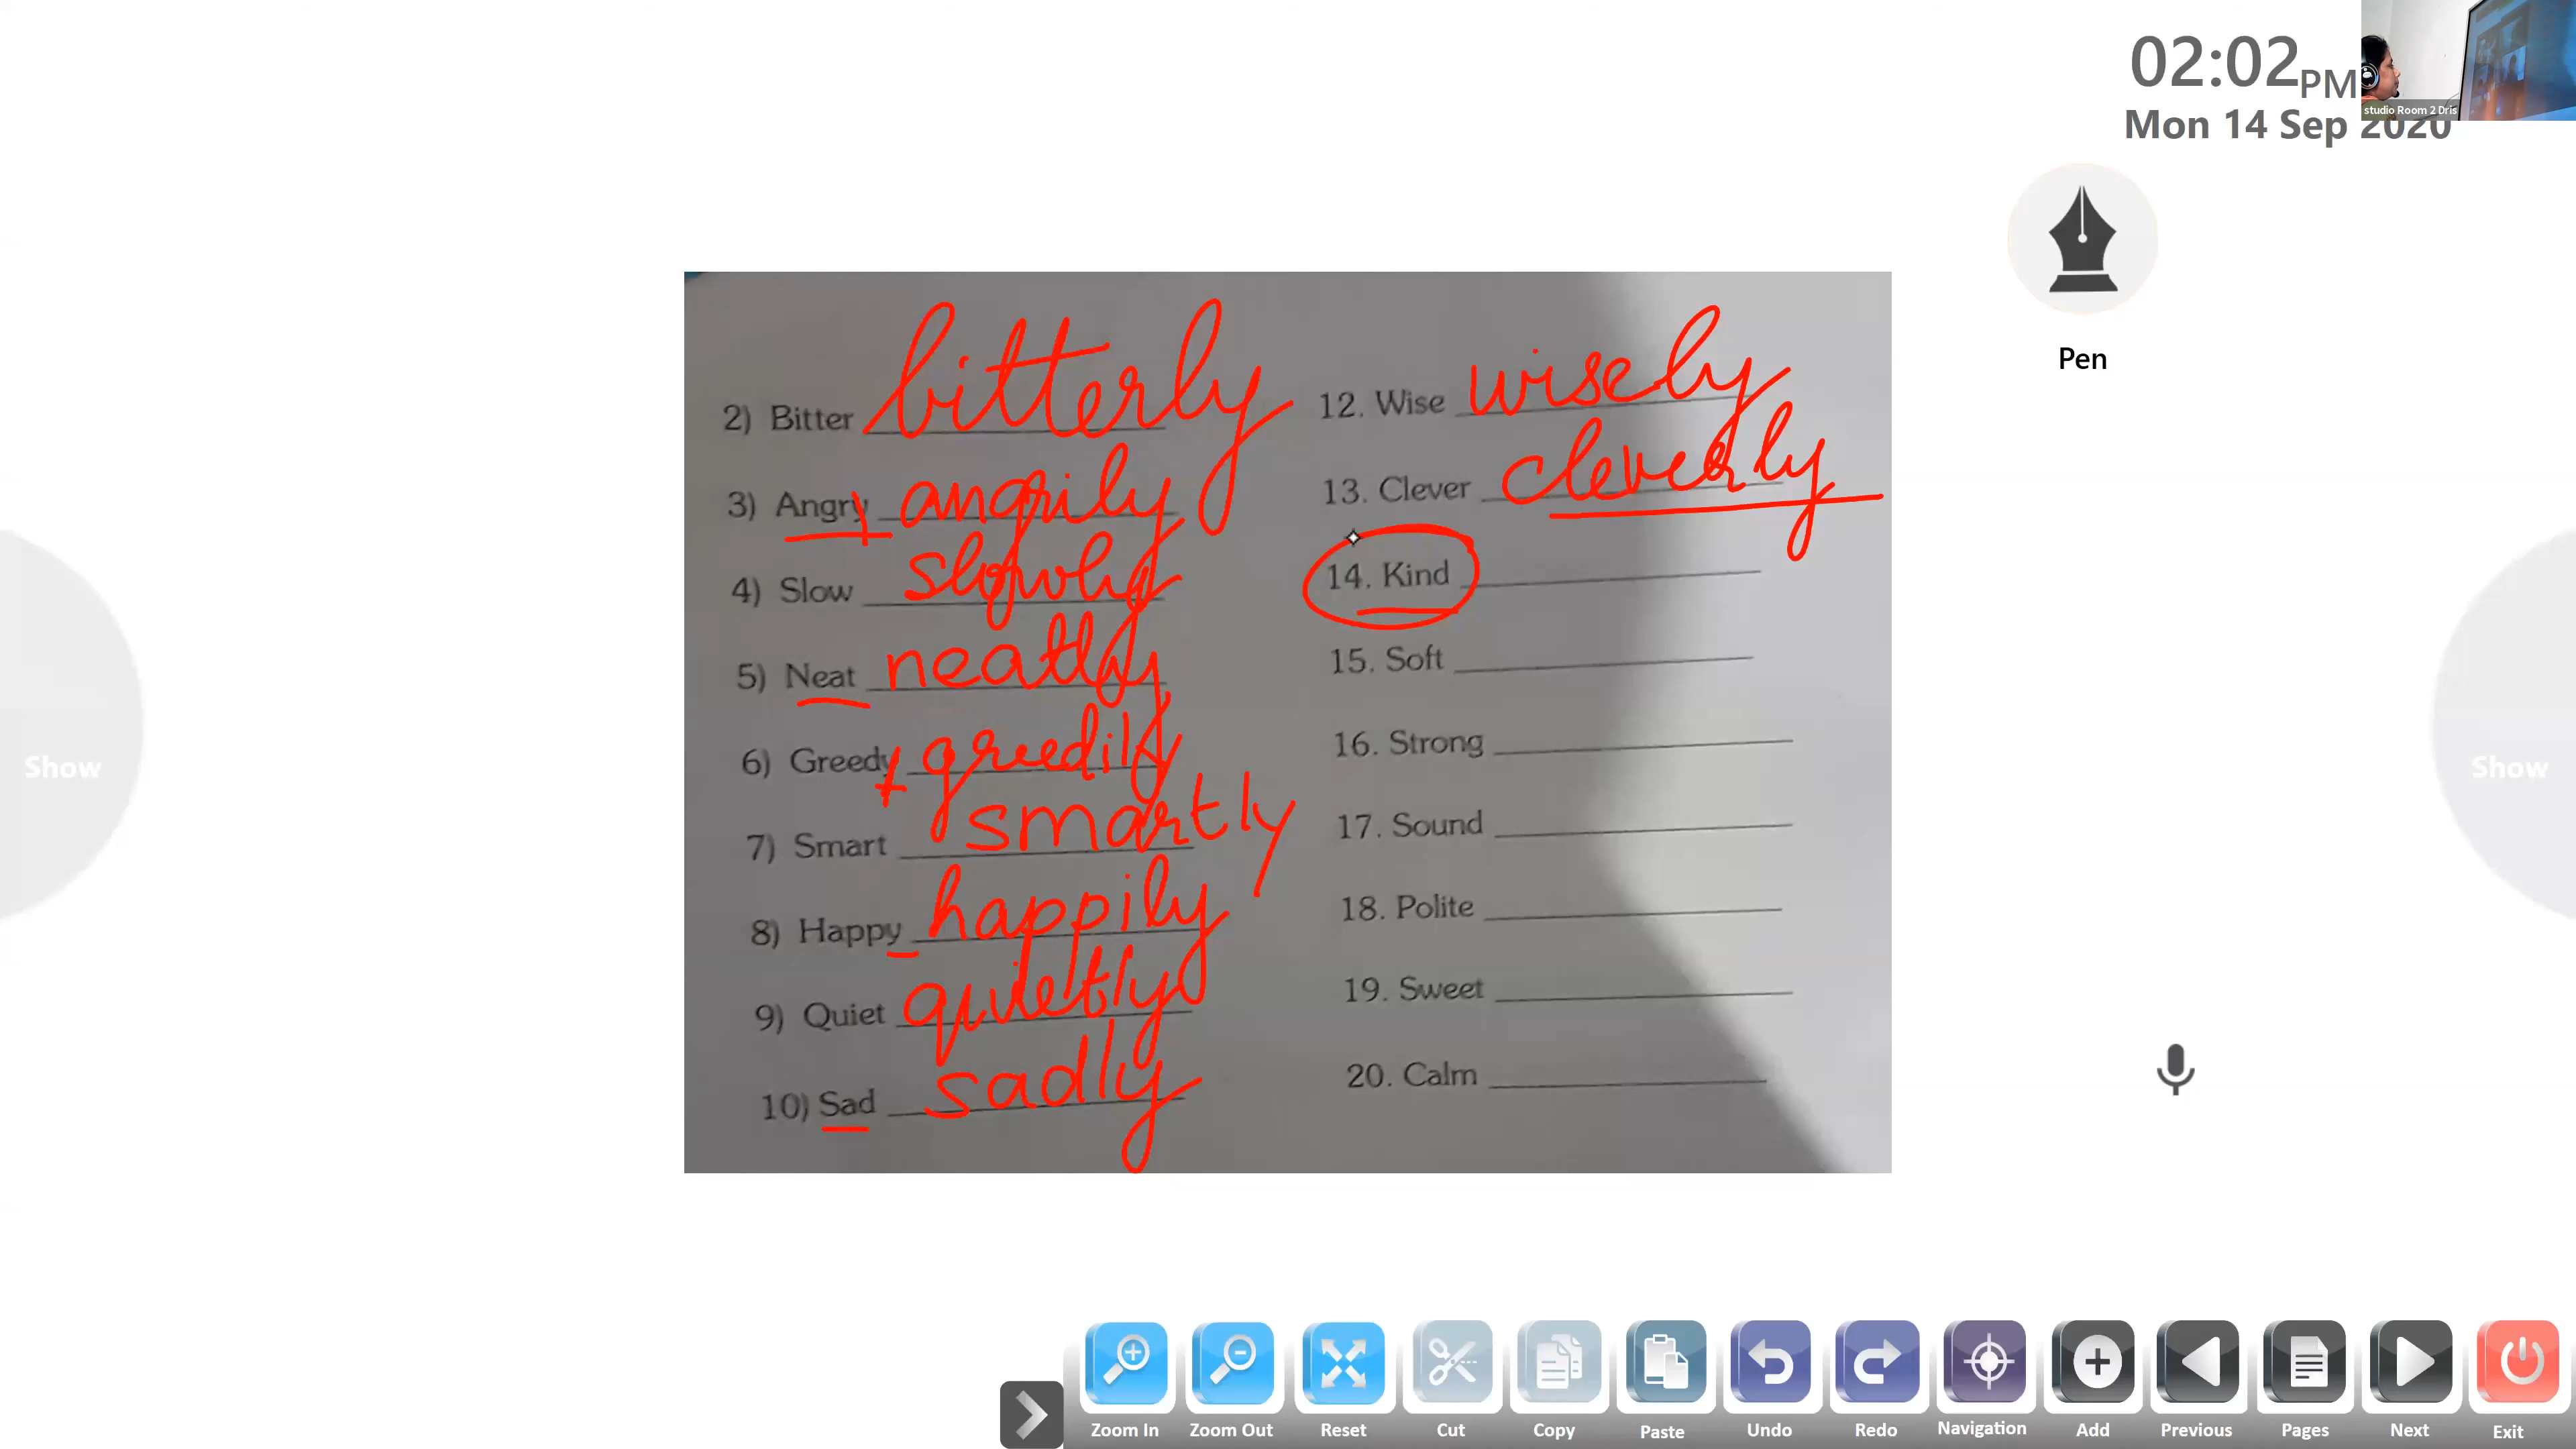 02:02 PM
Mon 14 Sep 2020
studio Room 2 Dris
Pen
2) Bitter bitterly
3) Angry angrily
4) Slow slowly
5) Neat neatly
6) Greedy greedily
7) Smart smartly
8) Happy happily
9) Quiet quietly
10) Sad sadly
12. Wise wisely
13. Clever cleverly
14. Kind
15. Soft
16. Strong
17. Sound
18. Polite
19. Sweet
20. Calm
Show
Show
Zoom In Zoom Out Reset Cut Copy Paste Undo Redo Navigation Add Previous Pages Next Exit